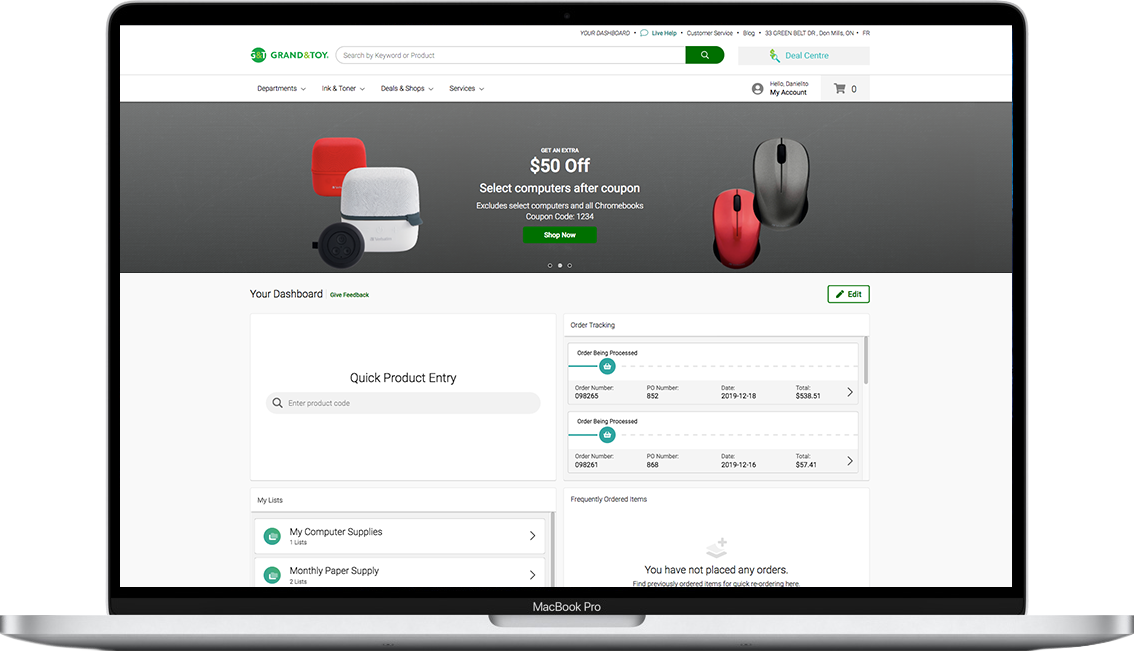 YOUR DASHBOARD • Live Help • Customer Service • Blog • 33 GREEN BELT DR , Don Mills, ON • FR
G&T GRAND&TOY.
Search by Keyword or Product
Deal Centre
Departments
Ink & Toner
Deals & Shops
Services
Hello, Danielto
My Account
0
GET AN EXTRA
$50 Off
Select computers after coupon
Excludes select computers and all Chromebooks
Coupon Code: 1234
Shop Now
Your Dashboard
Give Feedback
Edit
Quick Product Entry
Enter product code
Order Tracking
Order Being Processed
Order Number: PO Number: Date: Total:
098265 852 2019-12-18 $538.51
Order Being Processed
Order Number: PO Number: Date: Total:
098261 868 2019-12-16 $57.41
My Lists
My Computer Supplies
1 Lists
Monthly Paper Supply
2 Lists
Frequently Ordered Items
You have not placed any orders.
Find previously ordered items for quick re-ordering here.
MacBook Pro